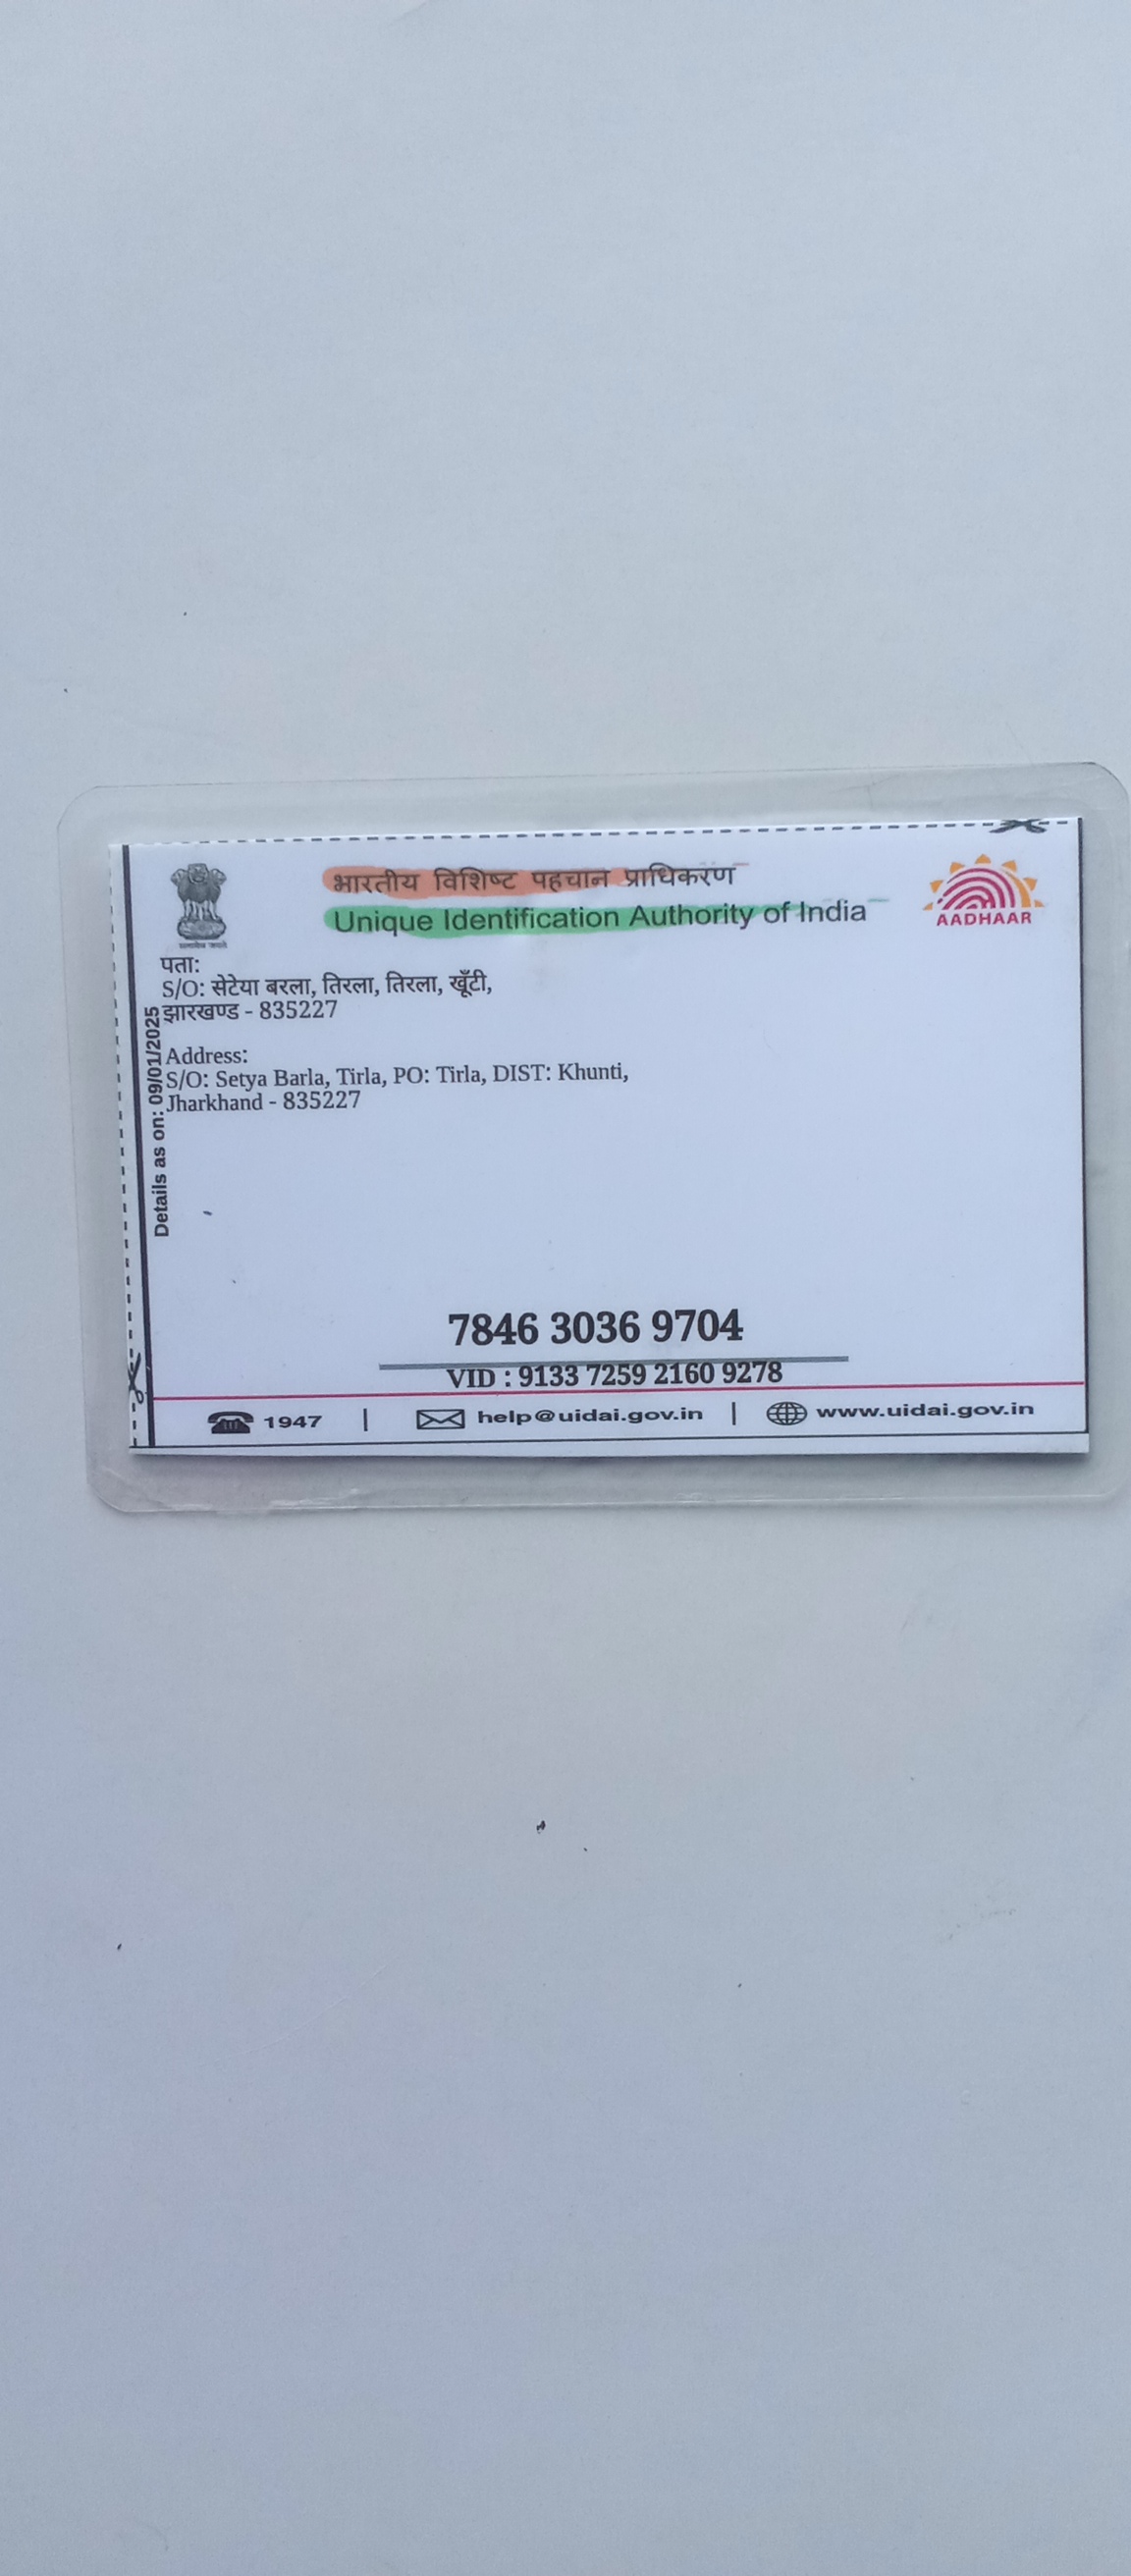 भारतीय विशिष्ट पहचान प्राधिकरण
Unique Identification Authority of India
AADHAAR
पता:
S/O: सेटेया बरला, तिरला, तिरला, खूँटी,
झारखण्ड - 835227
Details as on: 09/01/2025
Address:
S/O: Setya Barla, Tirla, PO: Tirla, DIST: Khunti,
Jharkhand - 835227
7846 3036 9704
VID : 9133 7259 2160 9278
1947 | help@uidai.gov.in | www.uidai.gov.in